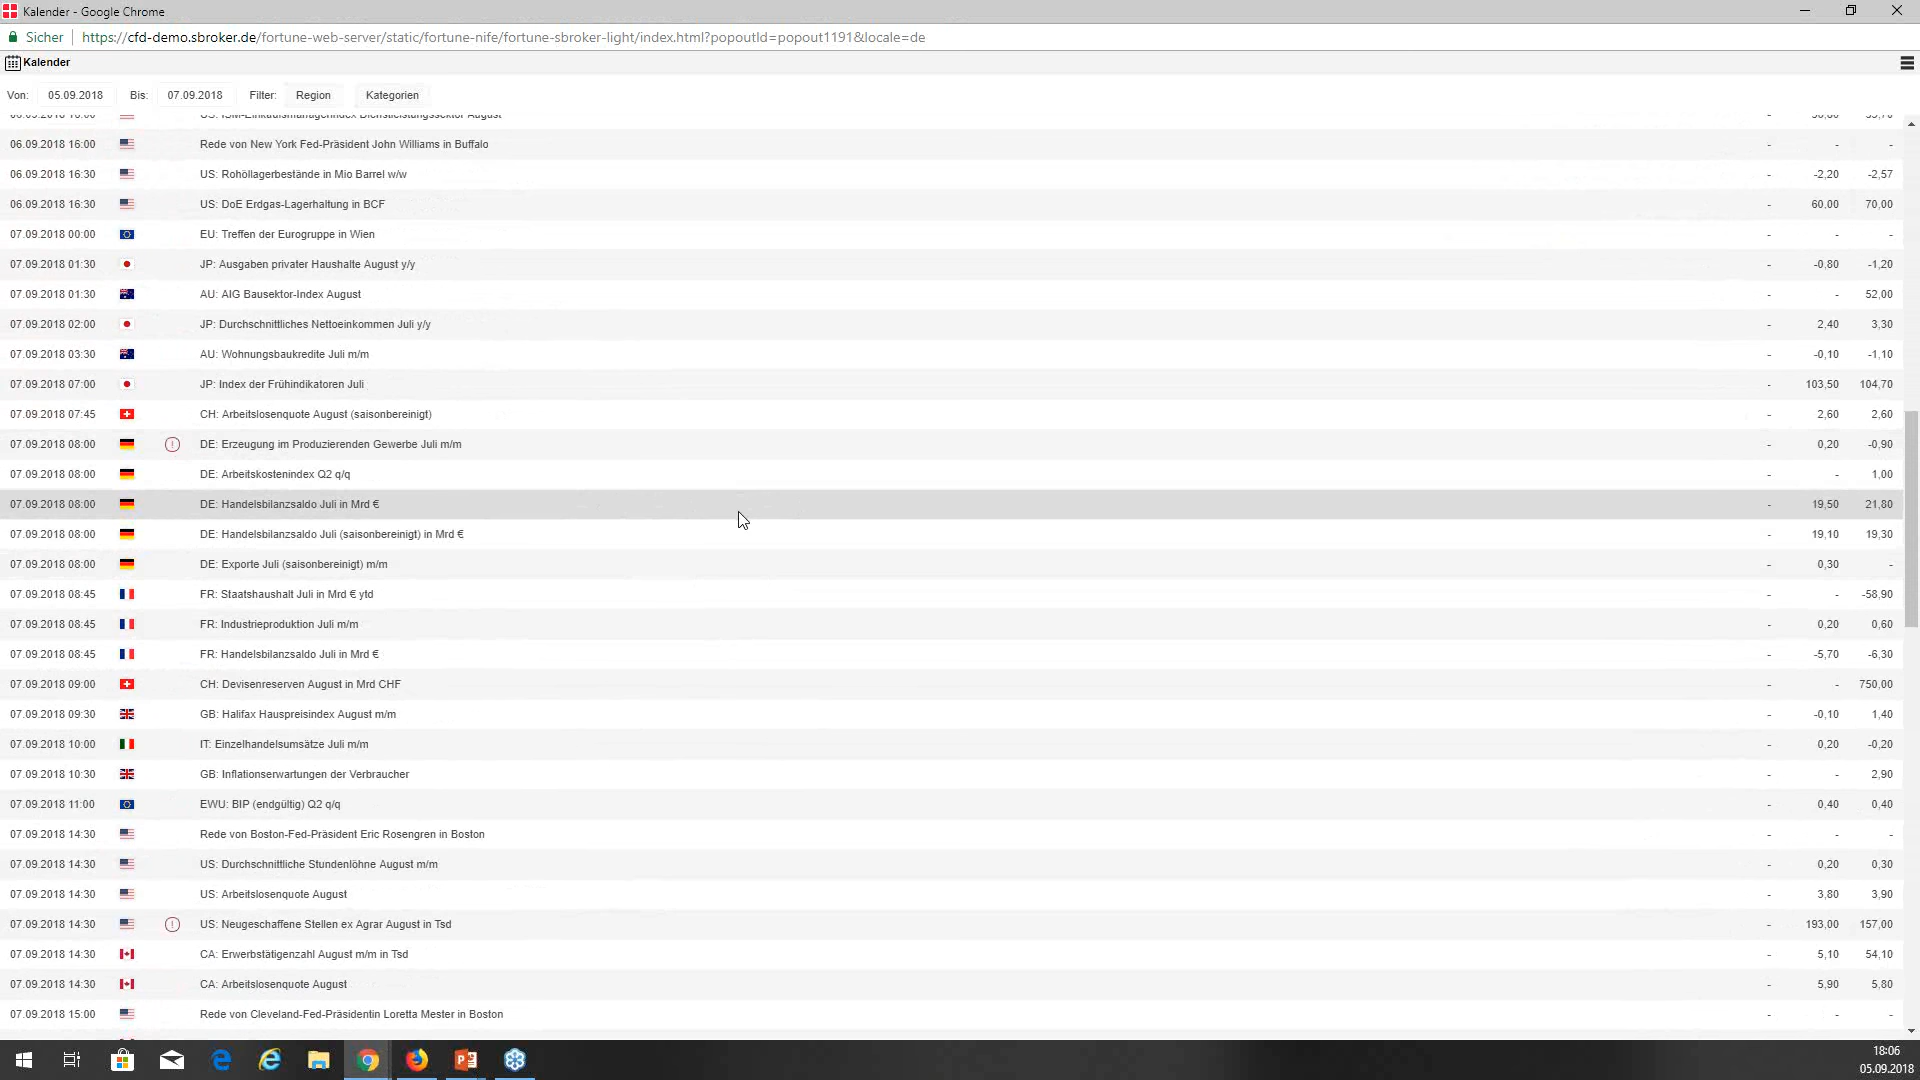 Kalender - Google Chrome
Sicher https://cfd-demo.sbroker.de/fortune-web-server/static/fortune-nife/fortune-sbroker-light/index.html?popoutId=popout1191&locale=de
Kalender
Von: 05.09.2018 Bis: 07.09.2018 Filter: Region Kategorien
06.09.2018 16:00 US: ISM-Einkaufsmanagerindex Dienstleistungssektor August -
06.09.2018 16:00 Rede von New York Fed-Präsident John Williams in Buffalo - - -
06.09.2018 16:30 US: Rohöllagerbestände in Mio Barrel w/w - -2,20 -2,57
06.09.2018 16:30 US: DoE Erdgas-Lagerhaltung in BCF - 60,00 70,00
07.09.2018 00:00 EU: Treffen der Eurogruppe in Wien - - -
07.09.2018 01:30 JP: Ausgaben privater Haushalte August y/y - -0,80 -1,20
07.09.2018 01:30 AU: AIG Bausektor-Index August - - 52,00
07.09.2018 02:00 JP: Durchschnittliches Nettoeinkommen Juli y/y - 2,40 3,30
07.09.2018 03:30 AU: Wohnungsbaukredite Juli m/m - -0,10 -1,10
07.09.2018 07:00 JP: Index der Frühindikatoren Juli - 103,50 104,70
07.09.2018 07:45 CH: Arbeitslosenquote August (saisonbereinigt) - 2,60 2,60
07.09.2018 08:00 ! DE: Erzeugung im Produzierenden Gewerbe Juli m/m - 0,20 -0,90
07.09.2018 08:00 DE: Arbeitskostenindex Q2 q/q - - 1,00
07.09.2018 08:00 DE: Handelsbilanzsaldo Juli in Mrd € - 19,50 21,80
07.09.2018 08:00 DE: Handelsbilanzsaldo Juli (saisonbereinigt) in Mrd € - 19,10 19,30
07.09.2018 08:00 DE: Exporte Juli (saisonbereinigt) m/m - 0,30 -
07.09.2018 08:45 FR: Staatshaushalt Juli in Mrd € ytd - - -58,90
07.09.2018 08:45 FR: Industrieproduktion Juli m/m - 0,20 0,60
07.09.2018 08:45 FR: Handelsbilanzsaldo Juli in Mrd € - -5,70 -6,30
07.09.2018 09:00 CH: Devisenreserven August in Mrd CHF - - 750,00
07.09.2018 09:30 GB: Halifax Hauspreisindex August m/m - -0,10 1,40
07.09.2018 10:00 IT: Einzelhandelsumsätze Juli m/m - 0,20 -0,20
07.09.2018 10:30 GB: Inflationserwartungen der Verbraucher - - 2,90
07.09.2018 11:00 EWU: BIP (endgültig) Q2 q/q - 0,40 0,40
07.09.2018 14:30 Rede von Boston-Fed-Präsident Eric Rosengren in Boston - - -
07.09.2018 14:30 US: Durchschnittliche Stundenlöhne August m/m - 0,20 0,30
07.09.2018 14:30 US: Arbeitslosenquote August - 3,80 3,90
07.09.2018 14:30 ! US: Neugeschaffene Stellen ex Agrar August in Tsd - 193,00 157,00
07.09.2018 14:30 CA: Erwerbstätigenzahl August m/m in Tsd - 5,10 54,10
07.09.2018 14:30 CA: Arbeitslosenquote August - 5,90 5,80
07.09.2018 15:00 Rede von Cleveland-Fed-Präsidentin Loretta Mester in Boston - - -
18:06
05.09.2018